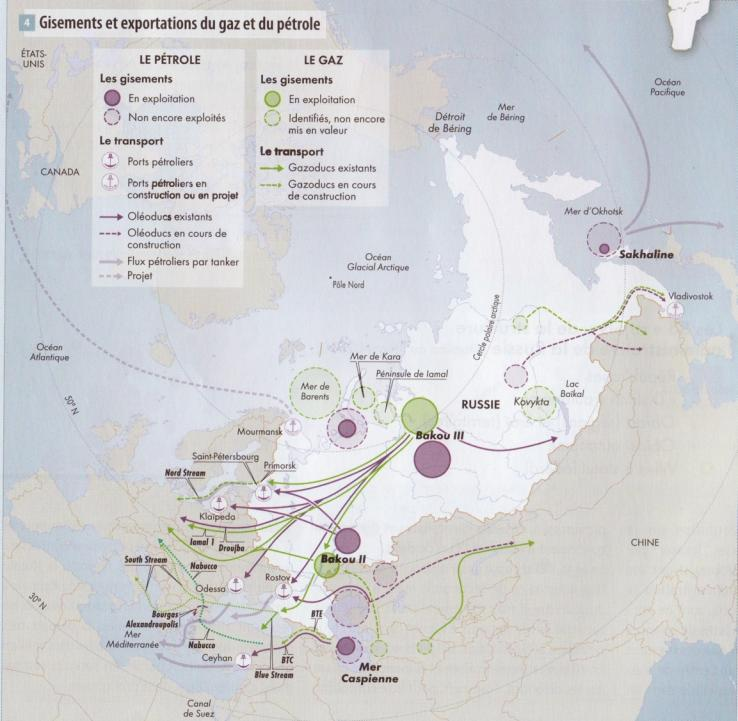 4 Gisements et exportations du gaz et du pétrole
LE PÉTROLE
Les gisements
En exploitation
Non encore exploités
Le transport
Ports pétroliers
Ports pétroliers en
construction ou en projet
Oléoducs existants
Oléoducs en cours de
construction
Flux pétroliers par tanker
Projet
LE GAZ
Les gisements
En exploitation
Identifiés, non encore
mis en valeur
Le transport
Gazoducs existants
Gazoducs en cours
de construction
ÉTATS-
UNIS
CANADA
Océan
Pacifique
Mer
de Béring
Détroit
de Béring
Mer d'Okhotsk
Sakhaline
Vladivostok
Océan
Glacial Arctique
Pôle Nord
Cercle polaire arctique
Océan
Atlantique
50° N
Mer de Kara
Péninsule de Iamal
Mer de
Barents
RUSSIE
Kovykta
Lac
Baïkal
Mourmansk
Bakou III
Saint-Pétersbourg
Primorsk
Nord Stream
Klaïpeda
Iamal 1
Droujba
CHINE
South Stream
Nabucco
Bakou II
Odessa
Rostov
30° N
Bourgas
Alexandroupolis
Mer
Méditerranée
Nabucco
BTE
Ceyhan
BTC
Blue Stream
Mer
Caspienne
Canal
de Suez